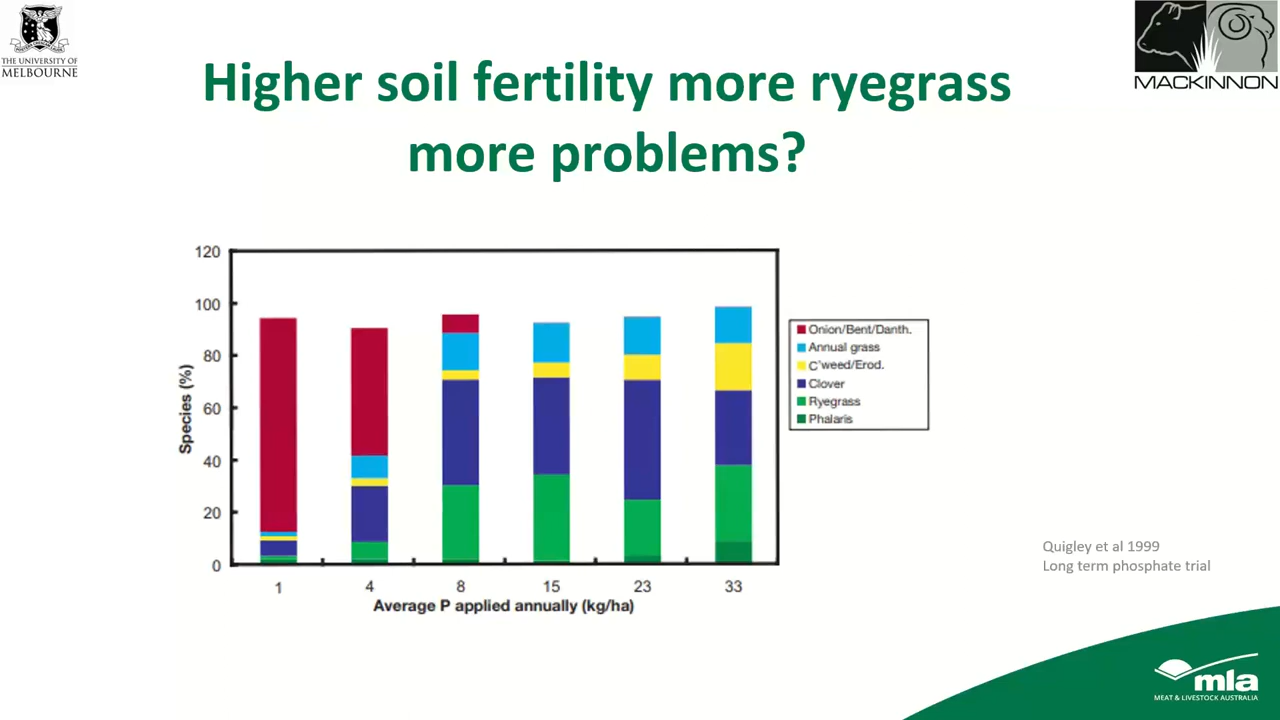 THE UNIVERSITY OF
MELBOURNE
MACKINNON
Higher soil fertility more ryegrass
more problems?
120
100
80
60
40
20
0
Species (%)
1 4 8 15 23 33
Average P applied annually (kg/ha)
Onion/Bent/Danth.
Annual grass
C'weed/Erod.
Clover
Ryegrass
Phalaris
Quigley et al 1999
Long term phosphate trial
mla
MEAT & LIVESTOCK AUSTRALIA